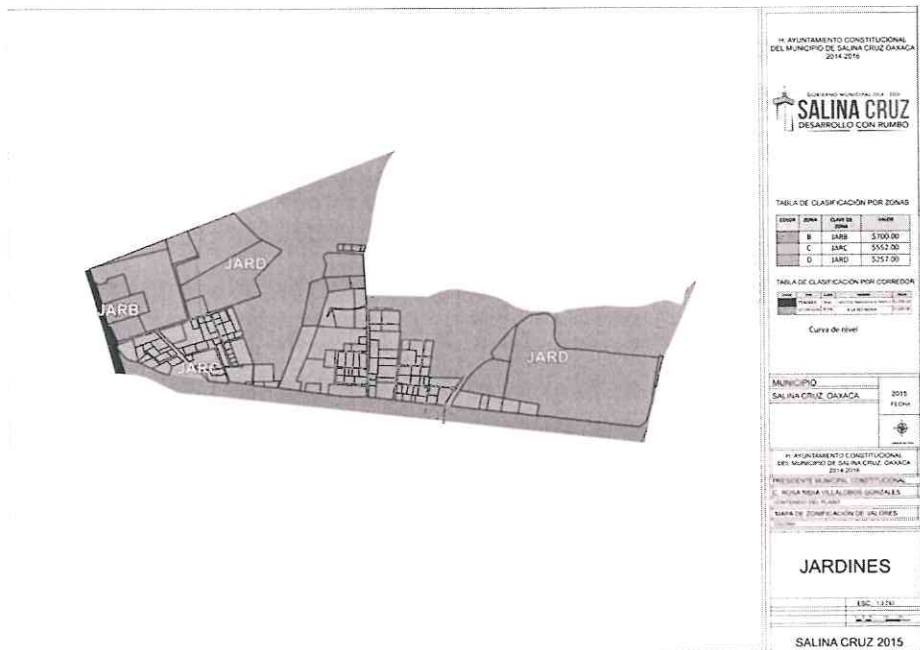 H. AYUNTAMIENTO CONSTITUCIONAL
DEL MUNICIPIO DE SALINA CRUZ OAXACA
2014-2016
SALINA CRUZ
DESARROLLO CON RUMBO
TABLA DE CLASIFICACIÓN POR ZONAS
COLOR ZONA CLAVE DE ZONA VALOR
B JARB $700.00
C JARC $552.00
D JARD $257.00
TABLA DE CLASIFICACIÓN POR CORREDOR
Curva de nivel
JARD
JARB
JARC
JARD
MUNICIPIO
SALINA CRUZ, OAXACA
2015
FECHA
H. AYUNTAMIENTO CONSTITUCIONAL
DEL MUNICIPIO DE SALINA CRUZ, OAXACA
2014-2016
PRESIDENTE MUNICIPAL CONSTITUCIONAL
C. ROSA NIDIA VILLALOBOS GONZALES
CONTENIDO DEL PLANO
MAPA DE ZONIFICACIÓN DE VALORES
JARDINES
SALINA CRUZ 2015